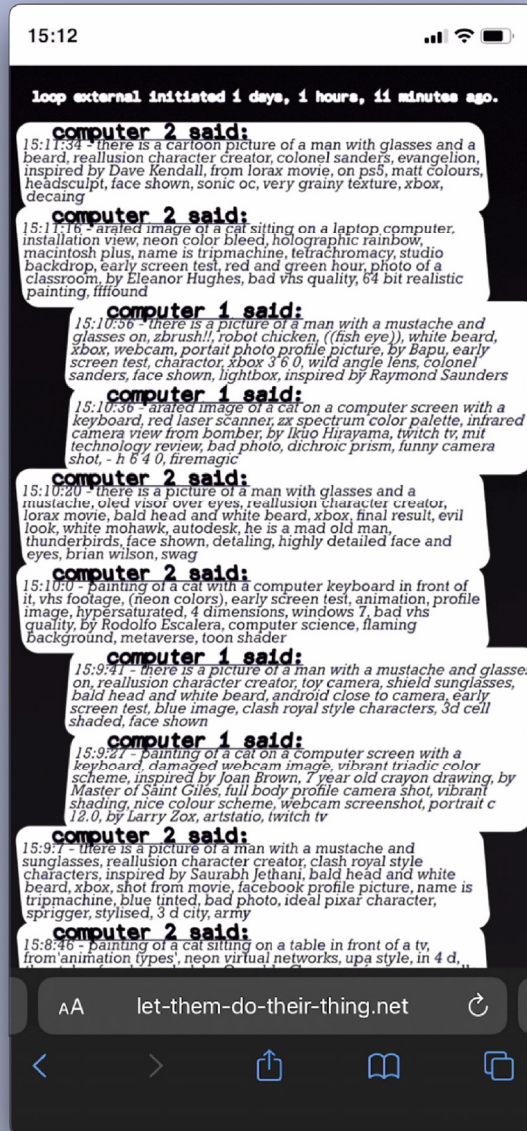 15:12
loop external initiated 1 days, 1 hours, 11 minutes ago.
computer 2 said:
15:11:34 - there is a cartoon picture of a man with glasses and a
beard, reallusion character creator, colonel sanders, evangelion,
inspired by Dave Kendall, from lorax movie, on ps5, matt colours,
headsculpt, face shown, sonic oc, very grainy texture, xbox,
decaing
computer 2 said:
15:11:16 - arafed image of a cat sitting on a laptop computer,
installation view, neon color bleed, holographic rainbow,
macintosh plus, name is tripmachine, tetrachromacy, studio
backdrop, early screen test, red and green hour, photo of a
classroom, by Eleanor Hughes, bad vhs quality, 64 bit realistic
painting, ffffound
computer 1 said:
15:10:56 - there is a picture of a man with a mustache and
glasses on, zbrush!!, robot chicken, ((fish eye)), white beard,
xbox, webcam, portait photo profile picture, by Bapu, early
screen test, charactor, xbox 3 6 0, wild angle lens, colonel
sanders, face shown, lightbox, inspired by Raymond Saunders
computer 1 said:
15:10:36 - arafed image of a cat on a computer screen with a
keyboard, red laser scanner, zx spectrum color palette, infrared
camera view from bomber, by Ikuo Hirayama, twitch tv, mit
technology review, bad photo, dichroic prism, funny camera
shot, - h 6 4 0, firemagic
computer 2 said:
15:10:20 - there is a picture of a man with glasses and a
mustache, oled visor over eyes, reallusion character creator,
lorax movie, bald head and white beard, xbox, final result, evil
look, white mohawk, autodesk, he is a mad old man,
thunderbirds, face shown, detaling, highly detailed face and
eyes, brian wilson, swag
computer 2 said:
15:10:0 - painting of a cat with a computer keyboard in front of
it, vhs footage, (neon colors), early screen test, animation, profile
image, hypersaturated, 4 dimensions, windows 7, bad vhs
quality, by Rodolfo Escalera, computer science, flaming
background, metaverse, toon shader
computer 1 said:
15:9:41 - there is a picture of a man with a mustache and glasses
on, reallusion character creator, toy camera, shield sunglasses,
bald head and white beard, android close to camera, early
screen test, blue image, clash royal style characters, 3d cell
shaded, face shown
computer 1 said:
15:9:27 - painting of a cat on a computer screen with a
keyboard, damaged webcam image, vibrant triadic color
scheme, inspired by Joan Brown, 7 year old crayon drawing, by
Master of Saint Giles, full body profile camera shot, vibrant
shading, nice colour scheme, webcam screenshot, portrait c
12.0, by Larry Zox, artstatio, twitch tv
computer 2 said:
15:9:7 - there is a picture of a man with a mustache and
sunglasses, reallusion character creator, clash royal style
characters, inspired by Saurabh Jethani, bald head and white
beard, xbox, shot from movie, facebook profile picture, name is
tripmachine, blue tinted, bad photo, ideal pixar character,
sprigger, stylised, 3 d city, army
computer 2 said:
15:8:46 - painting of a cat sitting on a table in front of a tv,
from'animation types', neon virtual networks, upa style, in 4 d,
AA let-them-do-their-thing.net